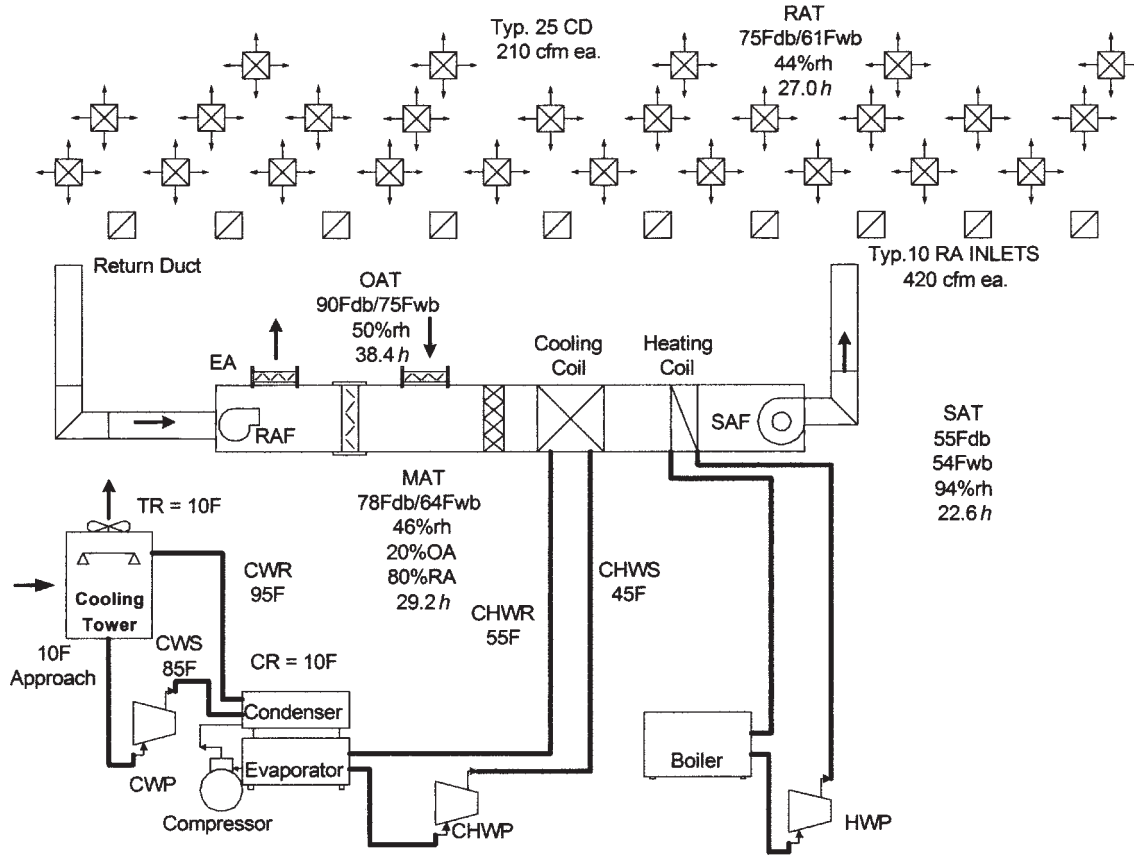 Typ. 25 CD
210 cfm ea.
RAT
75Fdb/61Fwb
44%rh
27.0 h
Return Duct
Typ.10 RA INLETS
420 cfm ea.
OAT
90Fdb/75Fwb
50%rh
38.4 h
EA
Cooling
Coil
Heating
Coil
RAF
SAF
SAT
55Fdb
54Fwb
94%rh
22.6 h
MAT
78Fdb/64Fwb
46%rh
20%OA
80%RA
29.2 h
TR = 10F
Cooling
Tower
10F
Approach
CWR
95F
CWS
85F
CR = 10F
CHWR
55F
CHWS
45F
Condenser
Evaporator
CWP
Compressor
CHWP
Boiler
HWP